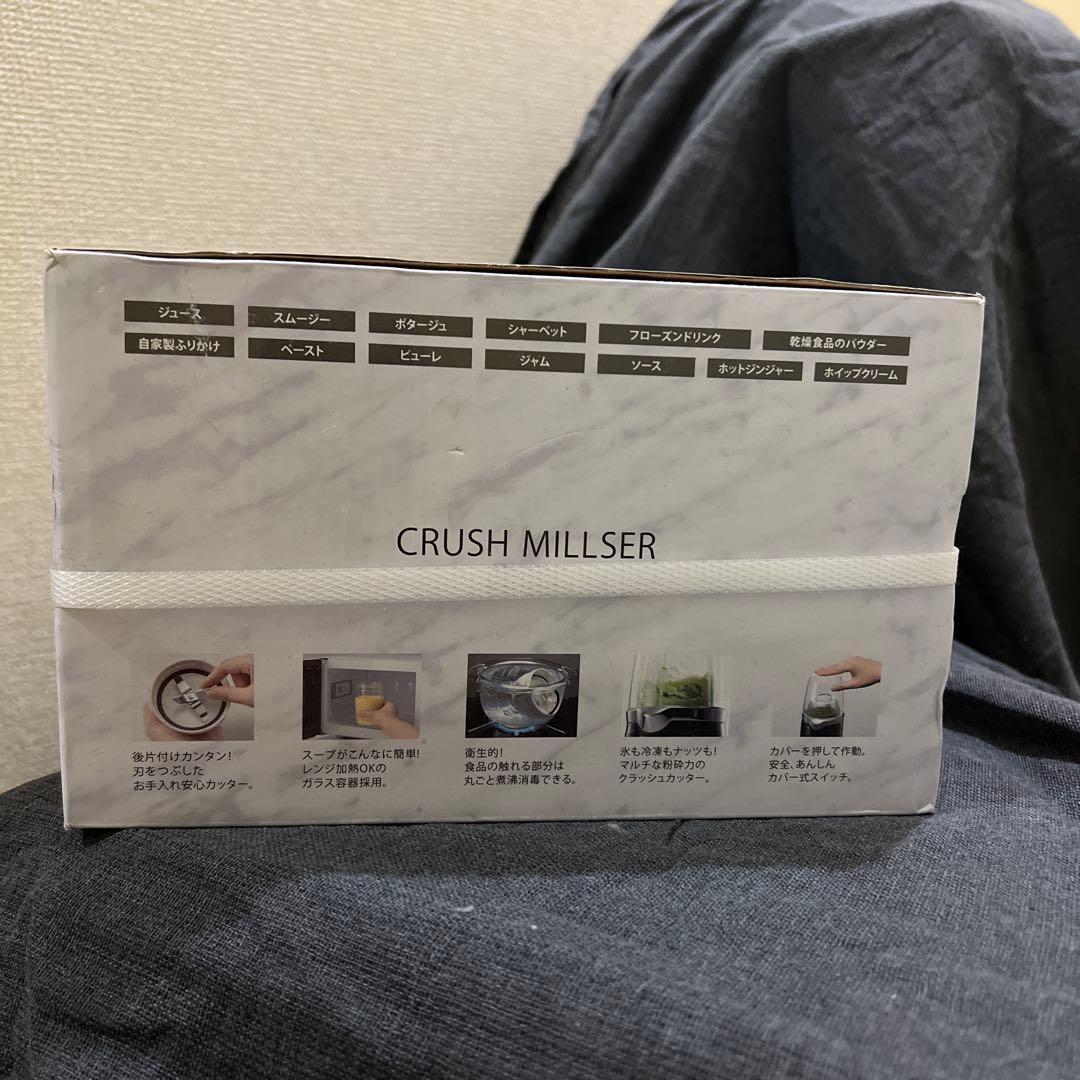 ジュース スムージー ポタージュ シャーベット フローズンドリンク 乾燥食品のパウダー
自家製ふりかけ ペースト ピューレ ジャム ソース ホットジンジャー ホイップクリーム
CRUSH MILLSER
後片付けカンタン!
刃をつぶした
お手入れ安心カッター。
スープがこんなに簡単!
レンジ加熱OKの
ガラス容器採用。
衛生的!
食品の触れる部分は
丸ごと煮沸消毒できる。
氷も冷凍もナッツも!
マルチな粉砕力の
クラッシュカッター。
カバーを押して作動。
安全、あんしん
カバー式スイッチ。